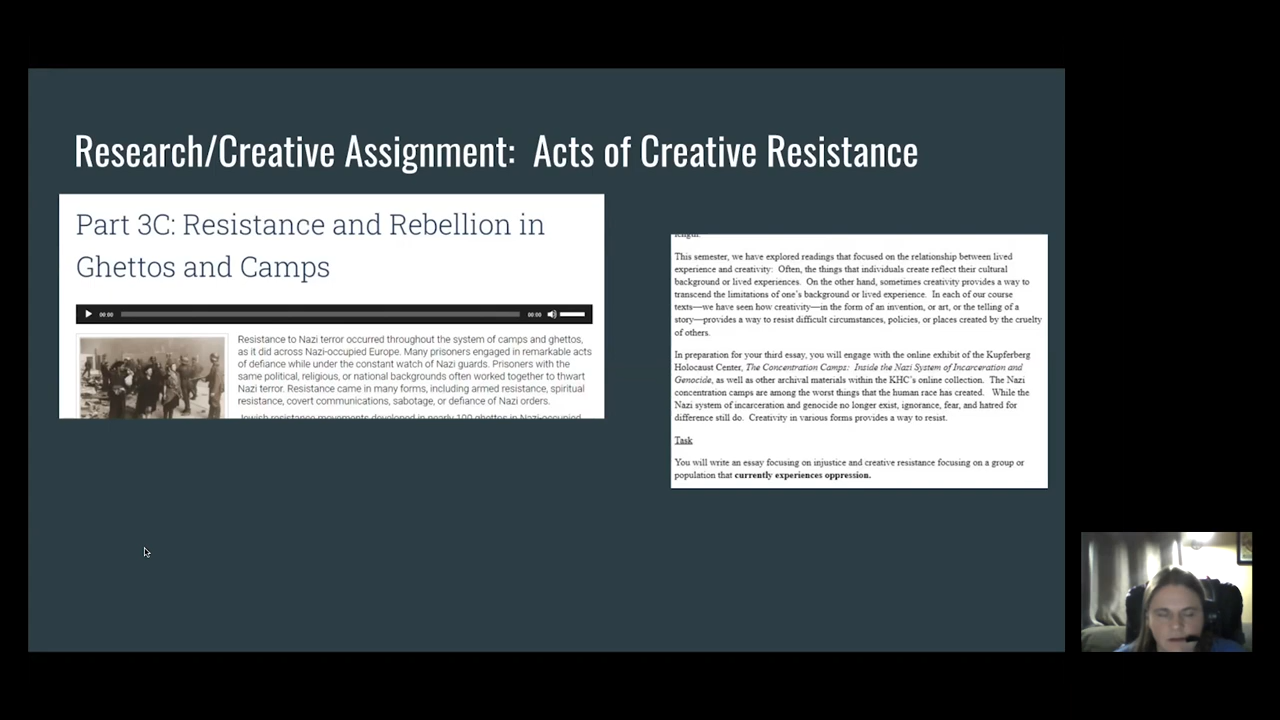 Research/Creative Assignment: Acts of Creative Resistance
Part 3C: Resistance and Rebellion in
Ghettos and Camps
00:00
00:00
Resistance to Nazi terror occurred throughout the system of camps and ghettos,
as it did across Nazi-occupied Europe. Many prisoners engaged in remarkable acts
of defiance while under the constant watch of Nazi guards. Prisoners with the
same political, religious, or national backgrounds often worked together to thwart
Nazi terror. Resistance came in many forms, including armed resistance, spiritual
resistance, covert communications, sabotage, or defiance of Nazi orders.
Jewish resistance movements developed in nearly 100 ghettos in Nazi-occupied
length.
This semester, we have explored readings that focused on the relationship between lived
experience and creativity: Often, the things that individuals create reflect their cultural
background or lived experiences. On the other hand, sometimes creativity provides a way to
transcend the limitations of one's background or lived experience. In each of our course
texts—we have seen how creativity—in the form of an invention, or art, or the telling of a
story—provides a way to resist difficult circumstances, policies, or places created by the cruelty
of others.
In preparation for your third essay, you will engage with the online exhibit of the Kupferberg
Holocaust Center, The Concentration Camps: Inside the Nazi System of Incarceration and
Genocide, as well as other archival materials within the KHC's online collection. The Nazi
concentration camps are among the worst things that the human race has created. While the
Nazi system of incarceration and genocide no longer exist, ignorance, fear, and hatred for
difference still do. Creativity in various forms provides a way to resist.
Task
You will write an essay focusing on injustice and creative resistance focusing on a group or
population that currently experiences oppression.